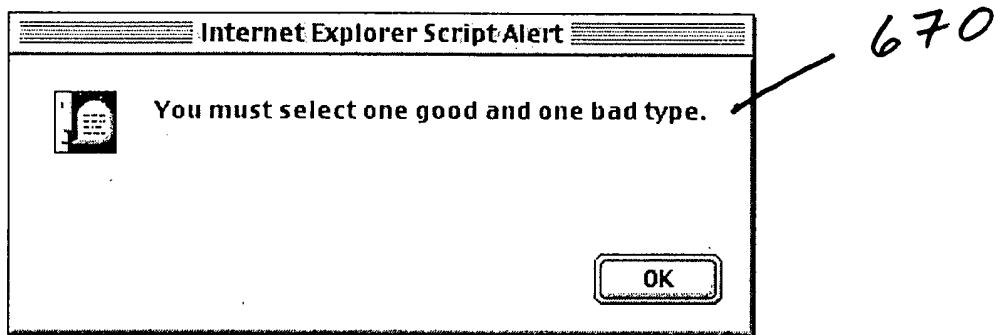 Internet Explorer Script Alert
670
You must select one good and one bad type.
OK